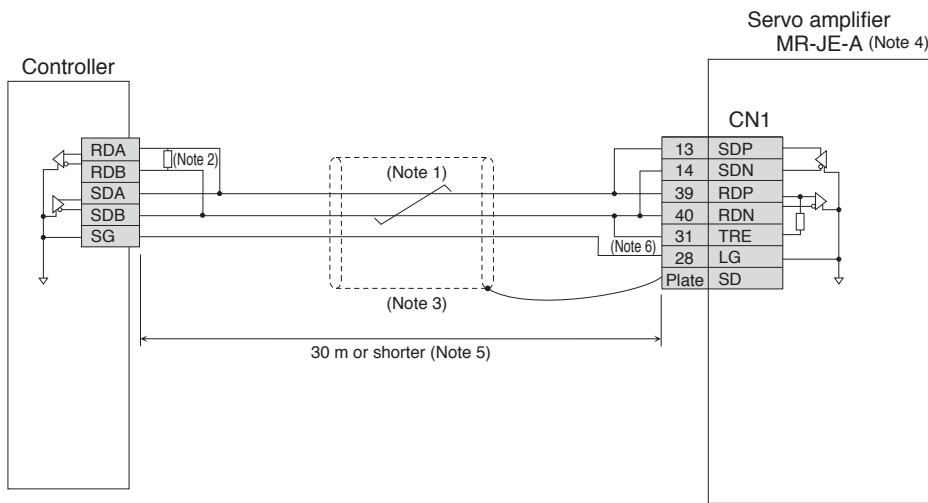 Servo amplifier
MR-JE-A (Note 4)
Controller
CN1
RDA
RDB
SDA
SDB
SG
(Note 2)
(Note 1)
(Note 3)
(Note 6)
13 SDP
14 SDN
39 RDP
40 RDN
31 TRE
28 LG
Plate SD
30 m or shorter (Note 5)